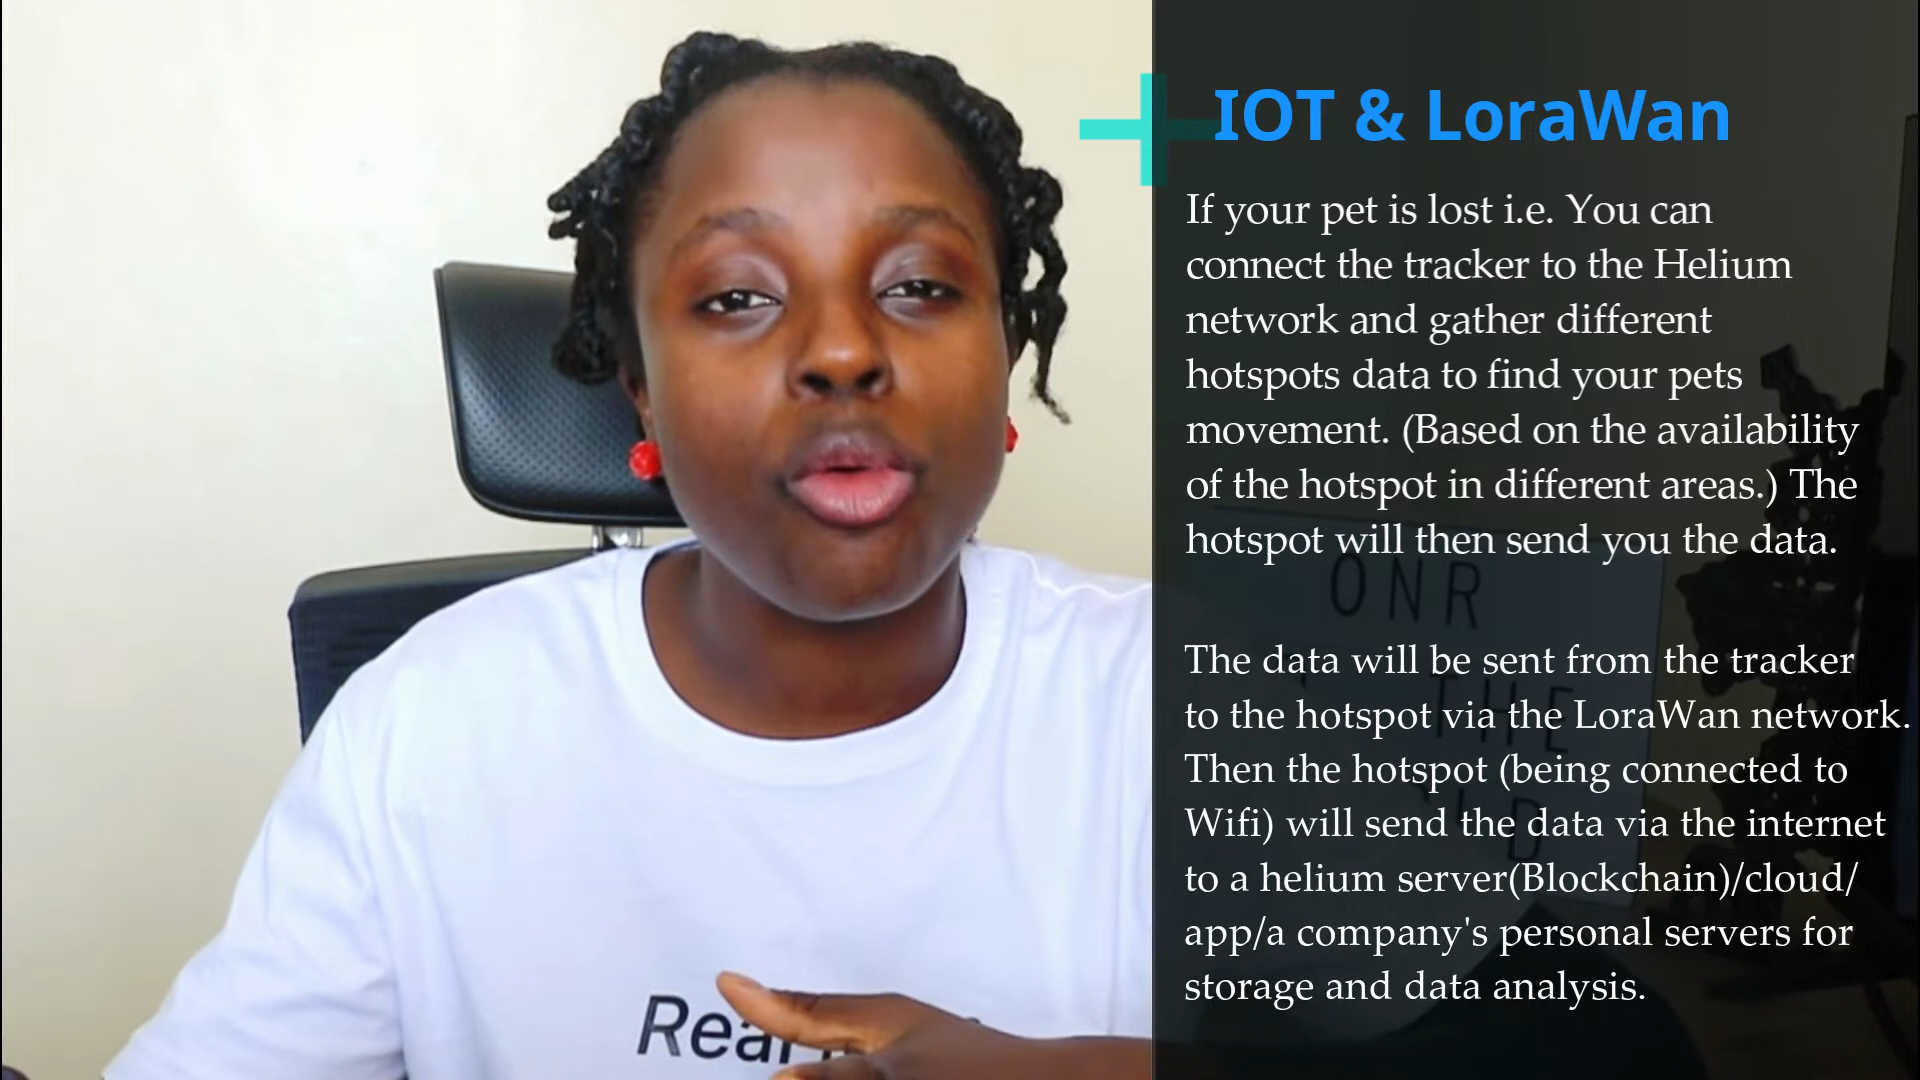 IOT & LoraWan
If your pet is lost i.e. You can
connect the tracker to the Helium
network and gather different
hotspots data to find your pets
movement. (Based on the availability
of the hotspot in different areas.) The
hotspot will then send you the data.
The data will be sent from the tracker
to the hotspot via the LoraWan network.
Then the hotspot (being connected to
Wifi) will send the data via the internet
to a helium server(Blockchain)/cloud/
app/a company's personal servers for
storage and data analysis.
ONR
THE